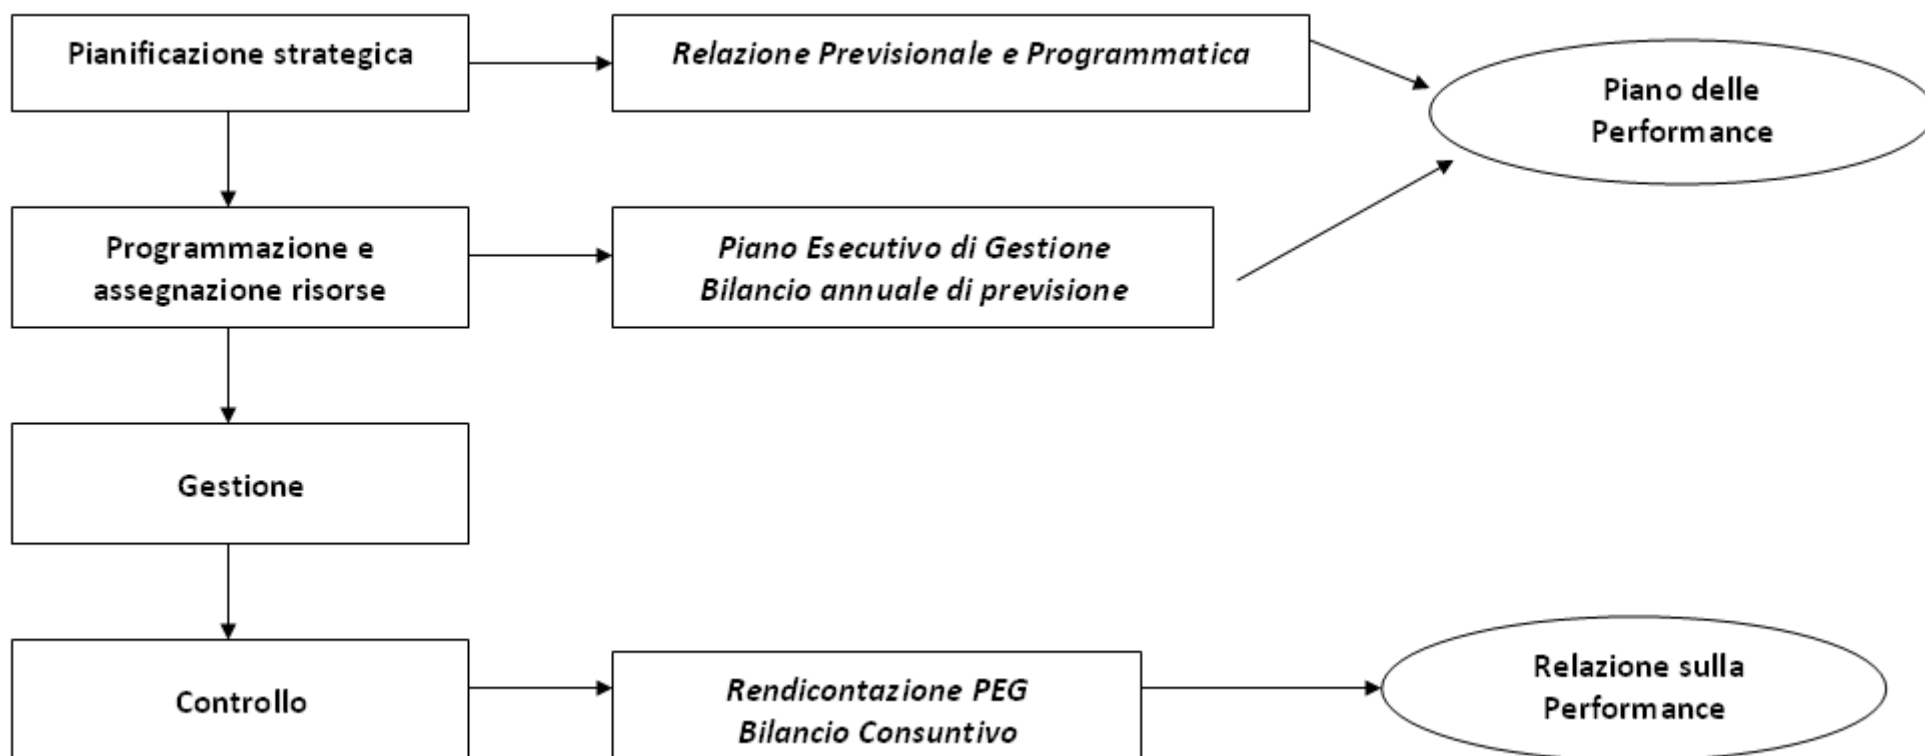 Pianificazione strategica
Relazione Previsionale e Programmatica
Piano delle
Performance
Programmazione e
assegnazione risorse
Piano Esecutivo di Gestione
Bilancio annuale di previsione
Gestione
Controllo
Rendicontazione PEG
Bilancio Consuntivo
Relazione sulla
Performance